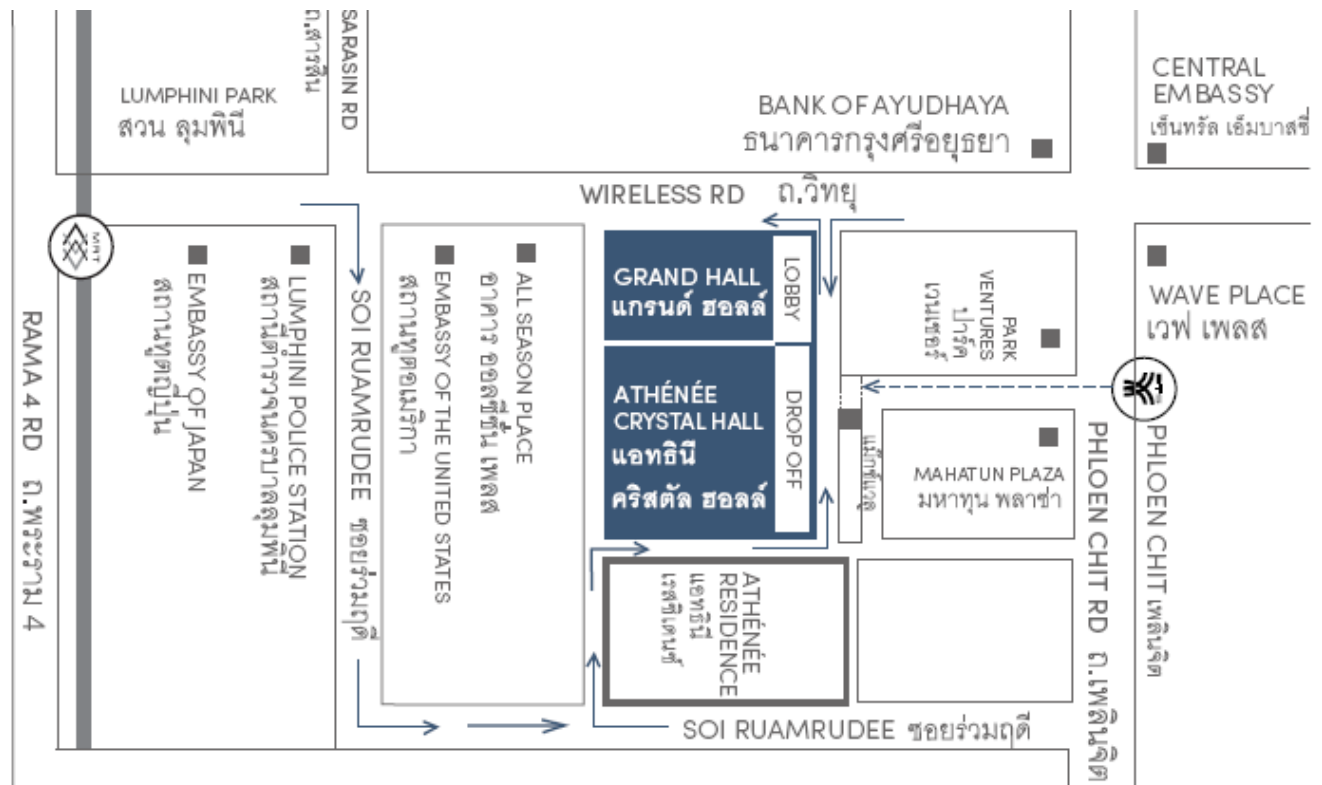 ถ.สารสิน
SARASIN RD
LUMPHINI PARK
สวน ลุมพินี
BANK OF AYUDHAYA
ธนาคารกรุงศรีอยุธยา
CENTRAL
EMBASSY
เซ็นทรัล เอ็มบาสซี่
WIRELESS RD ถ.วิทยุ
MRT
RAMA 4 RD ถ.พระราม 4
EMBASSY OF JAPAN
สถานทูตญี่ปุ่น
LUMPHINI POLICE STATION
สถานีตำรวจนครบาลลุมพินี
SOI RUAMRUDEE ซอยร่วมฤดี
EMBASSY OF THE UNITED STATES
สถานทูตอเมริกา
ALL SEASON PLACE
อาคาร ออลซีซั่น เพลส
GRAND HALL
แกรนด์ ฮอลล์
LOBBY
ATHÉNÉE
CRYSTAL HALL
แอทธินี
คริสตัล ฮอลล์
DROP OFF
PARK
VENTURES
ปาร์ค
เวนเชอร์
WAVE PLACE
เวฟ เพลส
แม็กซ์แวลู
MAHATUN PLAZA
มหาทุน พลาซ่า
PHLOEN CHIT เพลินจิต
PHLOEN CHIT RD ถ.เพลินจิต
ATHÉNÉE
RESIDENCE
แอทธินี
เรสซิเดนซ์
SOI RUAMRUDEE ซอยร่วมฤดี